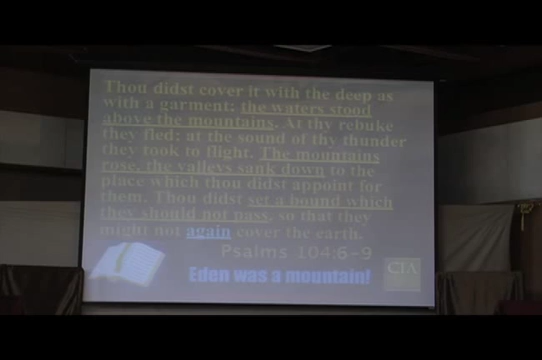 Thou didst cover it with the deep as
with a garment; the waters stood
above the mountains. At thy rebuke
they fled; at the sound of thy thunder
they took to flight. The mountains
rose, the valleys sank down to the
place which thou didst appoint for
them. Thou didst set a bound which
they should not pass, so that they
might not again cover the earth.
Psalms 104:6-9
Eden was a mountain!